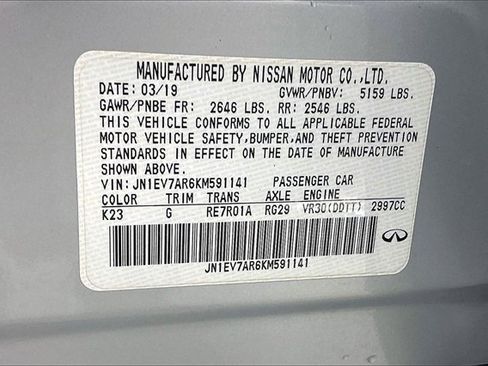 MANUFACTURED BY NISSAN MOTOR CO.,LTD.
DATE: 03/19 GVWR/PNBV: 5159 LBS.
GAWR/PNBE FR: 2646 LBS. RR: 2546 LBS.
THIS VEHICLE CONFORMS TO ALL APPLICABLE FEDERAL
MOTOR VEHICLE SAFETY,BUMPER,AND THEFT PREVENTION
STANDARDS IN EFFECT ON THE DATE OF MANUFACTURE
SHOWN ABOVE.
VIN: JN1EV7AR6KM591141 PASSENGER CAR
COLOR TRIM TRANS AXLE ENGINE
K23 G RE7R01A RG29 VR30(DDTT) 2997CC
JN1EV7AR6KM591141